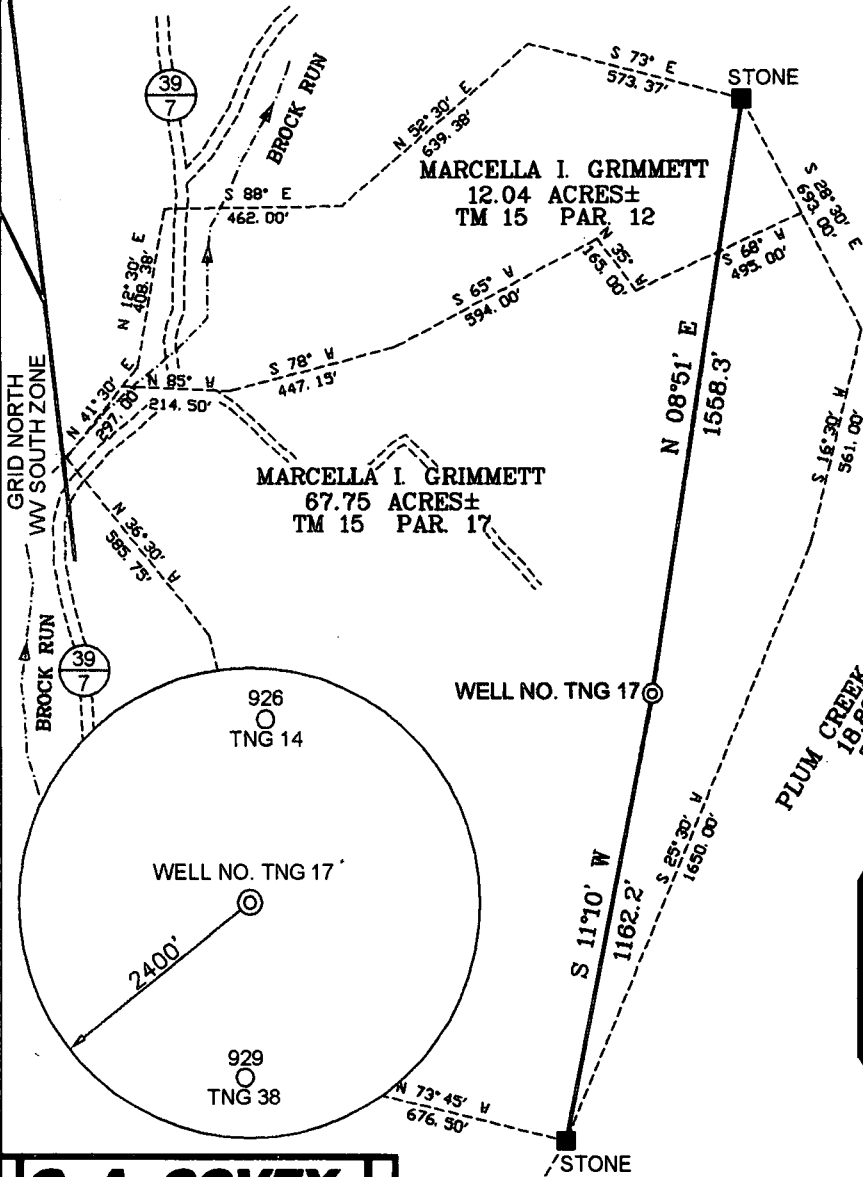 39
7
BROCK RUN
S 73° E
573.37'
STONE
N 52°30' E
639.38'
MARCELLA I. GRIMMETT
12.04 ACRES±
TM 15 PAR. 12
S 28°30' E
693.00'
S 88° E
462.00'
N 12°30' E
408.38'
N 35° W
165.00'
S 68° W
495.00'
S 65° W
594.00'
S 78° W
447.15'
N 85° W
214.50'
N 41°30' E
297.00'
GRID NORTH
WV SOUTH ZONE
N 08°51' E
1558.3'
S 16°30' W
561.00'
MARCELLA I. GRIMMETT
67.75 ACRES±
TM 15 PAR. 17
N 36°30' W
585.75'
BROCK RUN
39
7
WELL NO. TNG 17
926
TNG 14
PLUM CREEK
S 25°30' W
1650.00'
WELL NO. TNG 17
S 11°10' W
1162.2'
2400'
929
TNG 38
N 73°45' W
676.50'
STONE